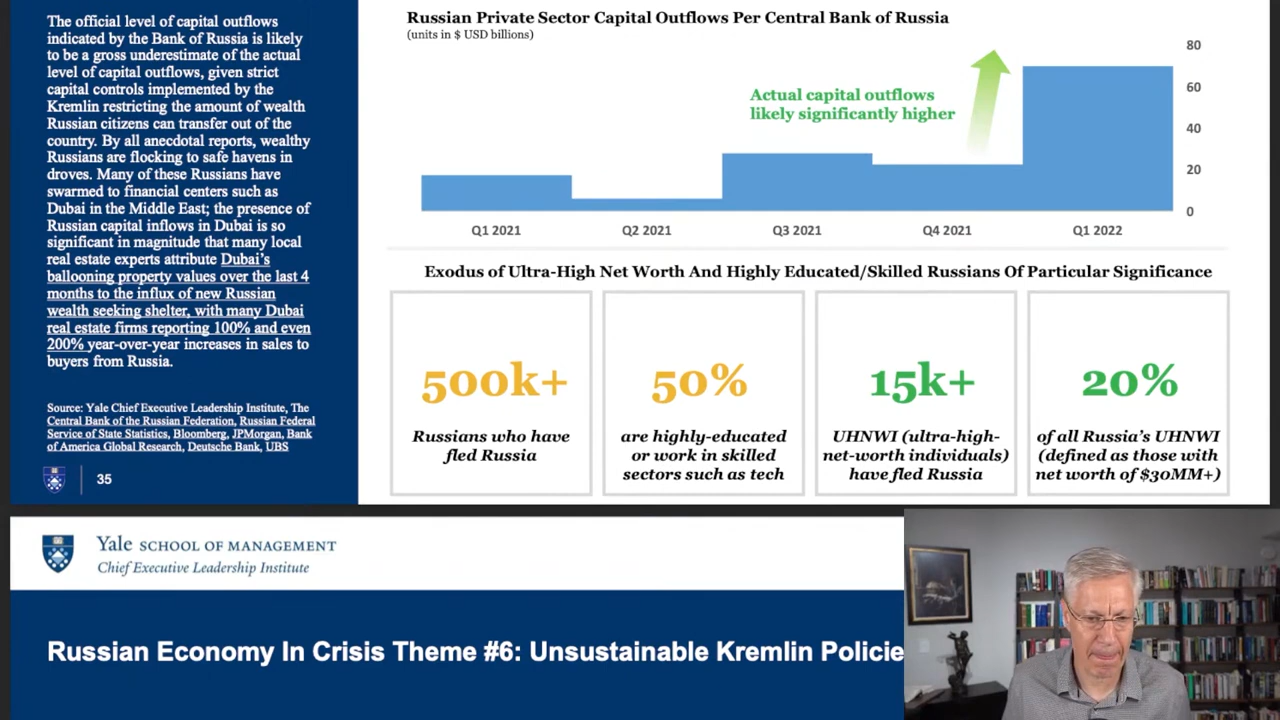 The official level of capital outflows
indicated by the Bank of Russia is likely
to be a gross underestimate of the actual
level of capital outflows, given strict
capital controls implemented by the
Kremlin restricting the amount of wealth
Russian citizens can transfer out of the
country. By all anecdotal reports, wealthy
Russians are flocking to safe havens in
droves. Many of these Russians have
swarmed to financial centers such as
Dubai in the Middle East; the presence of
Russian capital inflows in Dubai is so
significant in magnitude that many local
real estate experts attribute Dubai's
ballooning property values over the last 4
months to the influx of new Russian
wealth seeking shelter, with many Dubai
real estate firms reporting 100% and even
200% year-over-year increases in sales to
buyers from Russia.
Source: Yale Chief Executive Leadership Institute, The
Central Bank of the Russian Federation, Russian Federal
Service of State Statistics, Bloomberg, JPMorgan, Bank
of America Global Research, Deutsche Bank, UBS
35
Russian Private Sector Capital Outflows Per Central Bank of Russia
(units in $ USD billions)
80
60
40
20
0
Actual capital outflows
likely significantly higher
Q1 2021
Q2 2021
Q3 2021
Q4 2021
Q1 2022
Exodus of Ultra-High Net Worth And Highly Educated/Skilled Russians Of Particular Significance
500k+
Russians who have
fled Russia
50%
are highly-educated
or work in skilled
sectors such as tech
15k+
UHNWI (ultra-high-
net-worth individuals)
have fled Russia
20%
of all Russia's UHNWI
(defined as those with
net worth of $30MM+)
Yale SCHOOL OF MANAGEMENT
Chief Executive Leadership Institute
Russian Economy In Crisis Theme #6: Unsustainable Kremlin Policie